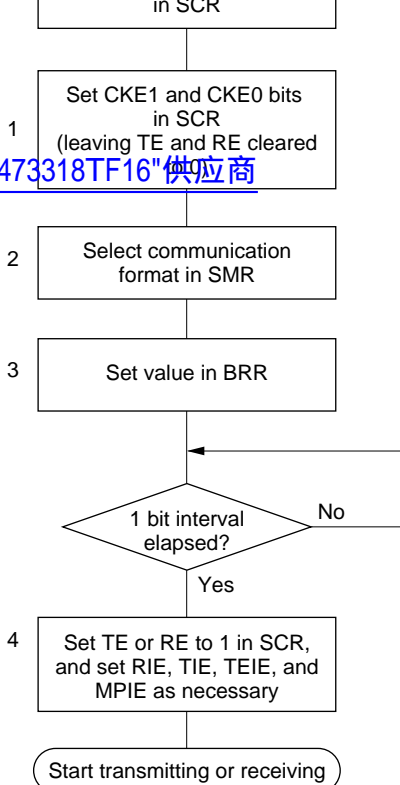 in SCR
1
Set CKE1 and CKE0 bits
in SCR
(leaving TE and RE cleared
473318TF16"供应商
2
Select communication
format in SMR
3
Set value in BRR
1 bit interval
elapsed?
No
Yes
4
Set TE or RE to 1 in SCR,
and set RIE, TIE, TEIE, and
MPIE as necessary
Start transmitting or receiving